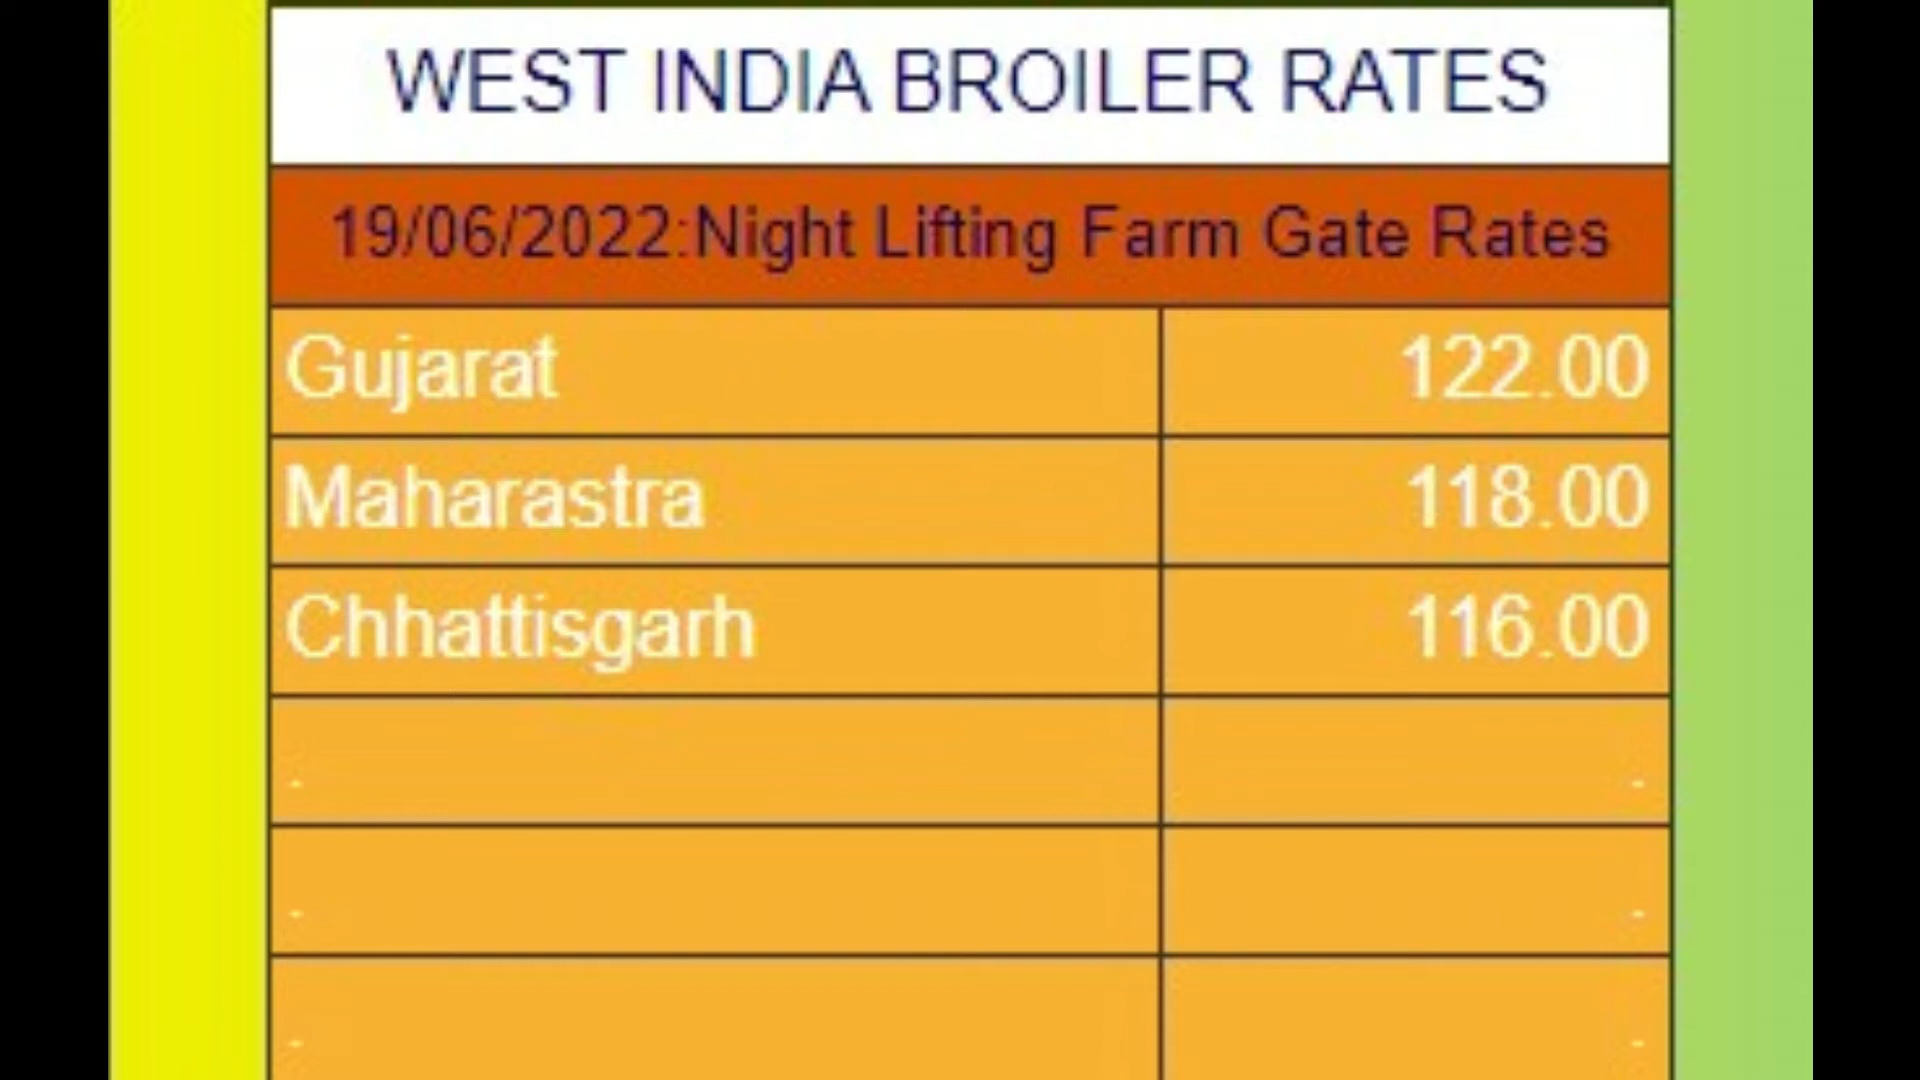 WEST INDIA BROILER RATES
19/06/2022:Night Lifting Farm Gate Rates
Gujarat 122.00
Maharastra 118.00
Chhattisgarh 116.00
. .
. .
. .